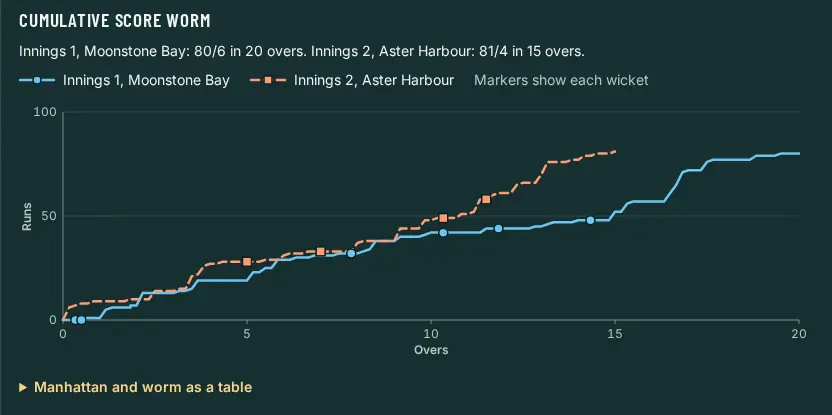 CUMULATIVE SCORE WORM
Innings 1, Moonstone Bay: 80/6 in 20 overs. Innings 2, Aster Harbour: 81/4 in 15 overs.
Innings 1, Moonstone Bay Innings 2, Aster Harbour Markers show each wicket
100
50
0
Runs
0 5 10 15 20
Overs
▶ Manhattan and worm as a table